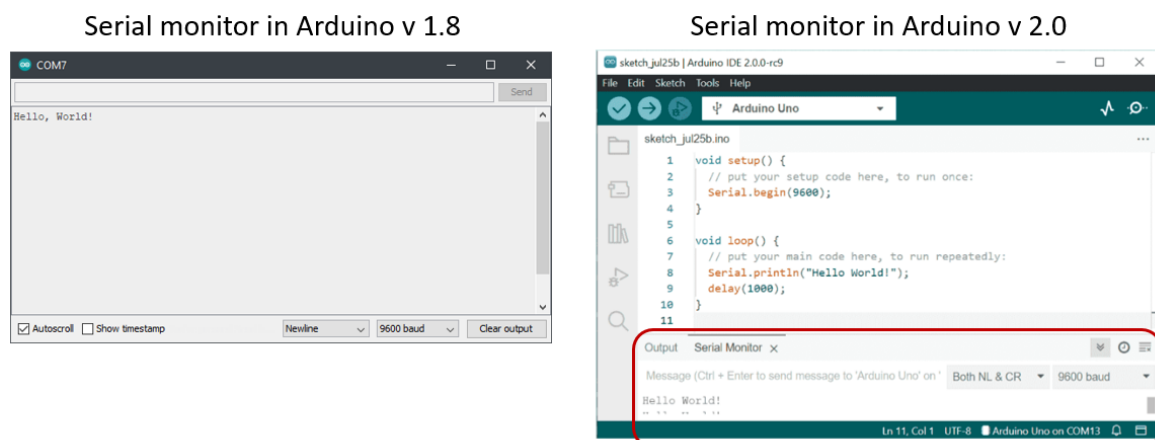 Serial monitor in Arduino v 1.8
COM7
Send
Hello, World!
Autoscroll Show timestamp Newline 9600 baud Clear output
Serial monitor in Arduino v 2.0
sketch_jul25b | Arduino IDE 2.0.0-rc9
File Edit Sketch Tools Help
Arduino Uno
sketch_jul25b.ino
1 void setup() {
2 // put your setup code here, to run once:
3 Serial.begin(9600);
4 }
5
6 void loop() {
7 // put your main code here, to run repeatedly:
8 Serial.println("Hello World!");
9 delay(1000);
10 }
11
Output Serial Monitor x
Message (Ctrl + Enter to send message to 'Arduino Uno' on ' Both NL & CR 9600 baud
Hello World!
Ln 11, Col 1 UTF-8 Arduino Uno on COM13